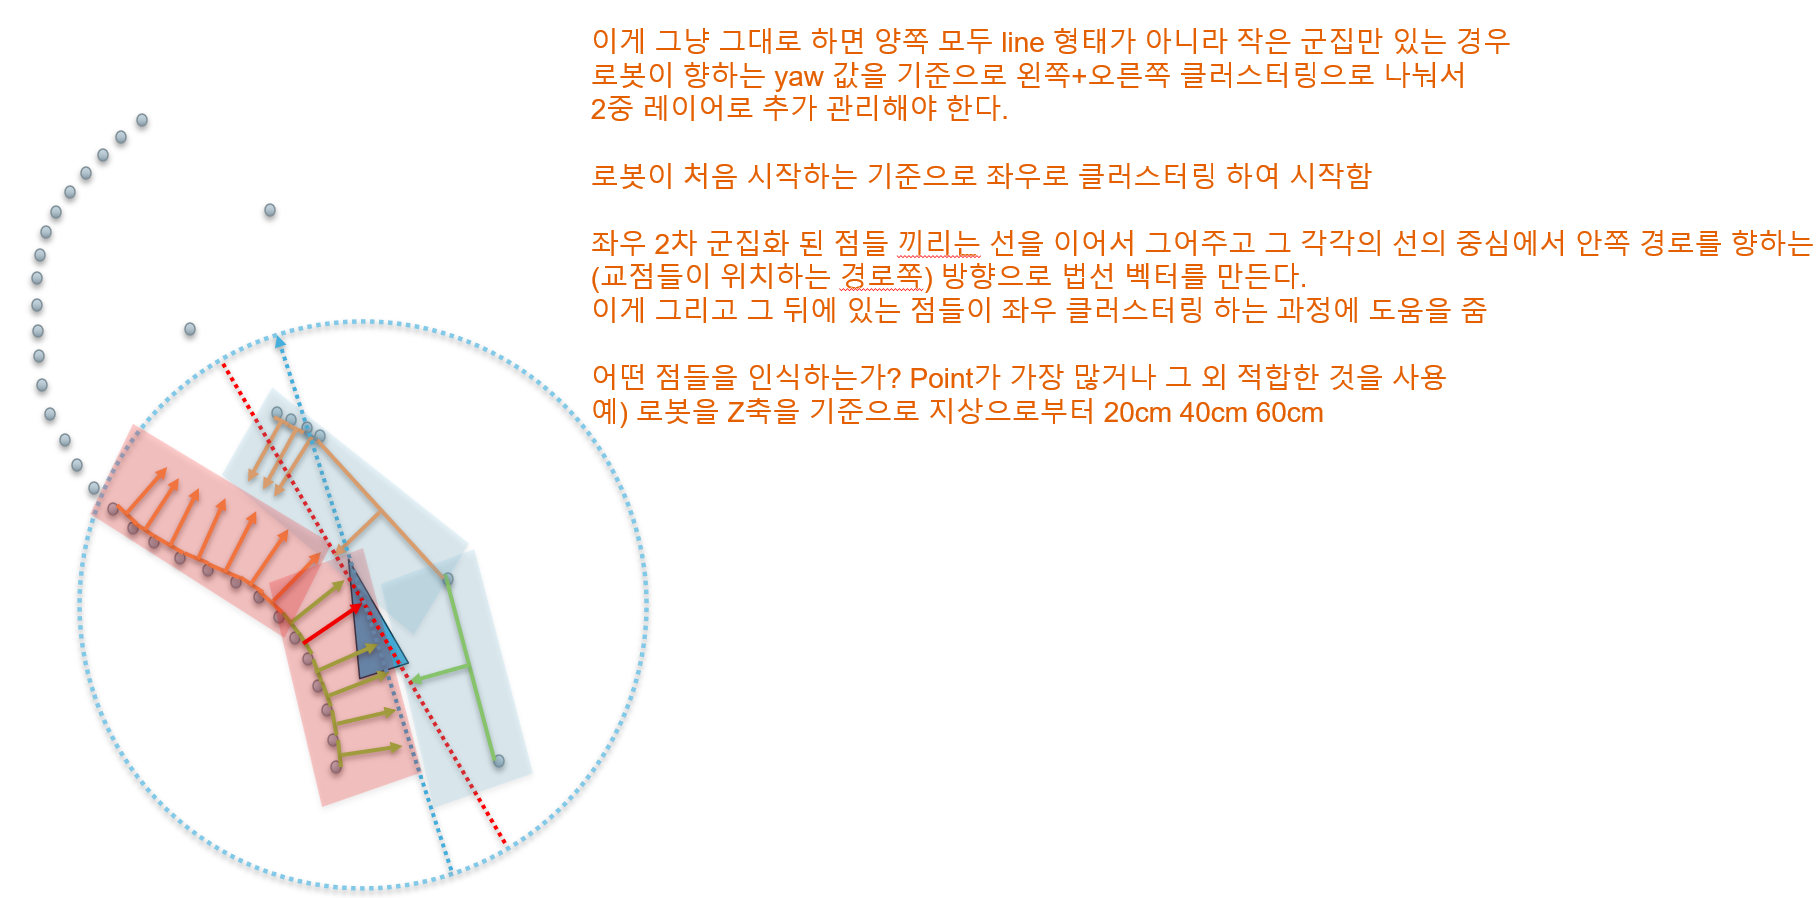 이게 그냥 그대로 하면 양쪽 모두 line 형태가 아니라 작은 군집만 있는 경우
로봇이 향하는 yaw 값을 기준으로 왼쪽+오른쪽 클러스터링으로 나눠서
2중 레이어로 추가 관리해야 한다.
로봇이 처음 시작하는 기준으로 좌우로 클러스터링 하여 시작함
좌우 2차 군집화 된 점들 끼리는 선을 이어서 그어주고 그 각각의 선의 중심에서 안쪽 경로를 향하는
(교점들이 위치하는 경로쪽) 방향으로 법선 벡터를 만든다.
이게 그리고 그 뒤에 있는 점들이 좌우 클러스터링 하는 과정에 도움을 줌
어떤 점들을 인식하는가? Point가 가장 많거나 그 외 적합한 것을 사용
예) 로봇을 Z축을 기준으로 지상으로부터 20cm 40cm 60cm